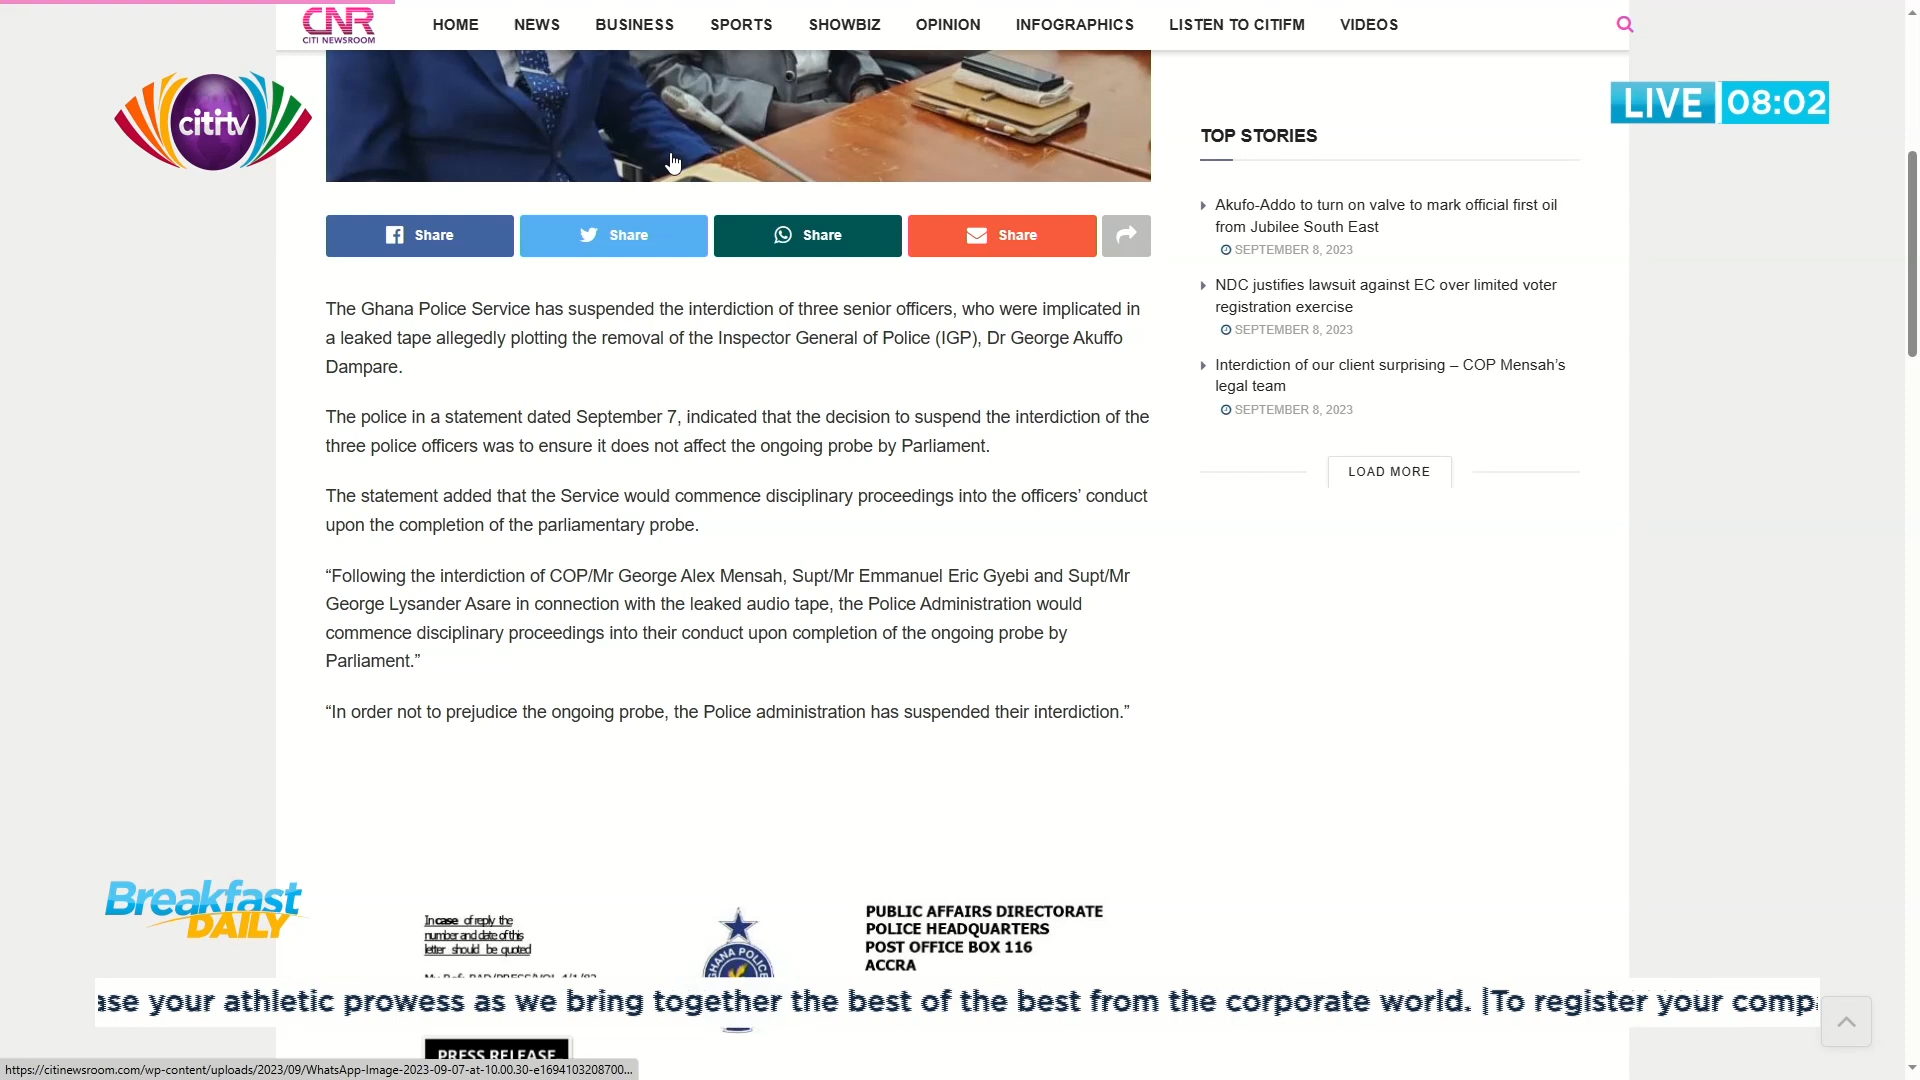 CNR
CITI NEWSROOM
HOME NEWS BUSINESS SPORTS SHOWBIZ OPINION INFOGRAPHICS LISTEN TO CITIFM VIDEOS
citi tv
LIVE 08:02
Share Share Share Share
The Ghana Police Service has suspended the interdiction of three senior officers, who were implicated in
a leaked tape allegedly plotting the removal of the Inspector General of Police (IGP), Dr George Akuffo
Dampare.
The police in a statement dated September 7, indicated that the decision to suspend the interdiction of the
three police officers was to ensure it does not affect the ongoing probe by Parliament.
The statement added that the Service would commence disciplinary proceedings into the officers’ conduct
upon the completion of the parliamentary probe.
“Following the interdiction of COP/Mr George Alex Mensah, Supt/Mr Emmanuel Eric Gyebi and Supt/Mr
George Lysander Asare in connection with the leaked audio tape, the Police Administration would
commence disciplinary proceedings into their conduct upon completion of the ongoing probe by
Parliament.”
“In order not to prejudice the ongoing probe, the Police administration has suspended their interdiction.”
TOP STORIES
Akufo-Addo to turn on valve to mark official first oil
from Jubilee South East
SEPTEMBER 8, 2023
NDC justifies lawsuit against EC over limited voter
registration exercise
SEPTEMBER 8, 2023
Interdiction of our client surprising – COP Mensah’s
legal team
SEPTEMBER 8, 2023
LOAD MORE
Breakfast
DAILY
In case of reply the
number and date of this
letter should be quoted
GHANA POLICE
PUBLIC AFFAIRS DIRECTORATE
POLICE HEADQUARTERS
POST OFFICE BOX 116
ACCRA
ase your athletic prowess as we bring together the best of the best from the corporate world. |To register your comp
PRESS RELEASE
https://citinewsroom.com/wp-content/uploads/2023/09/WhatsApp-Image-2023-09-07-at-10.00.30-e1694103208700...